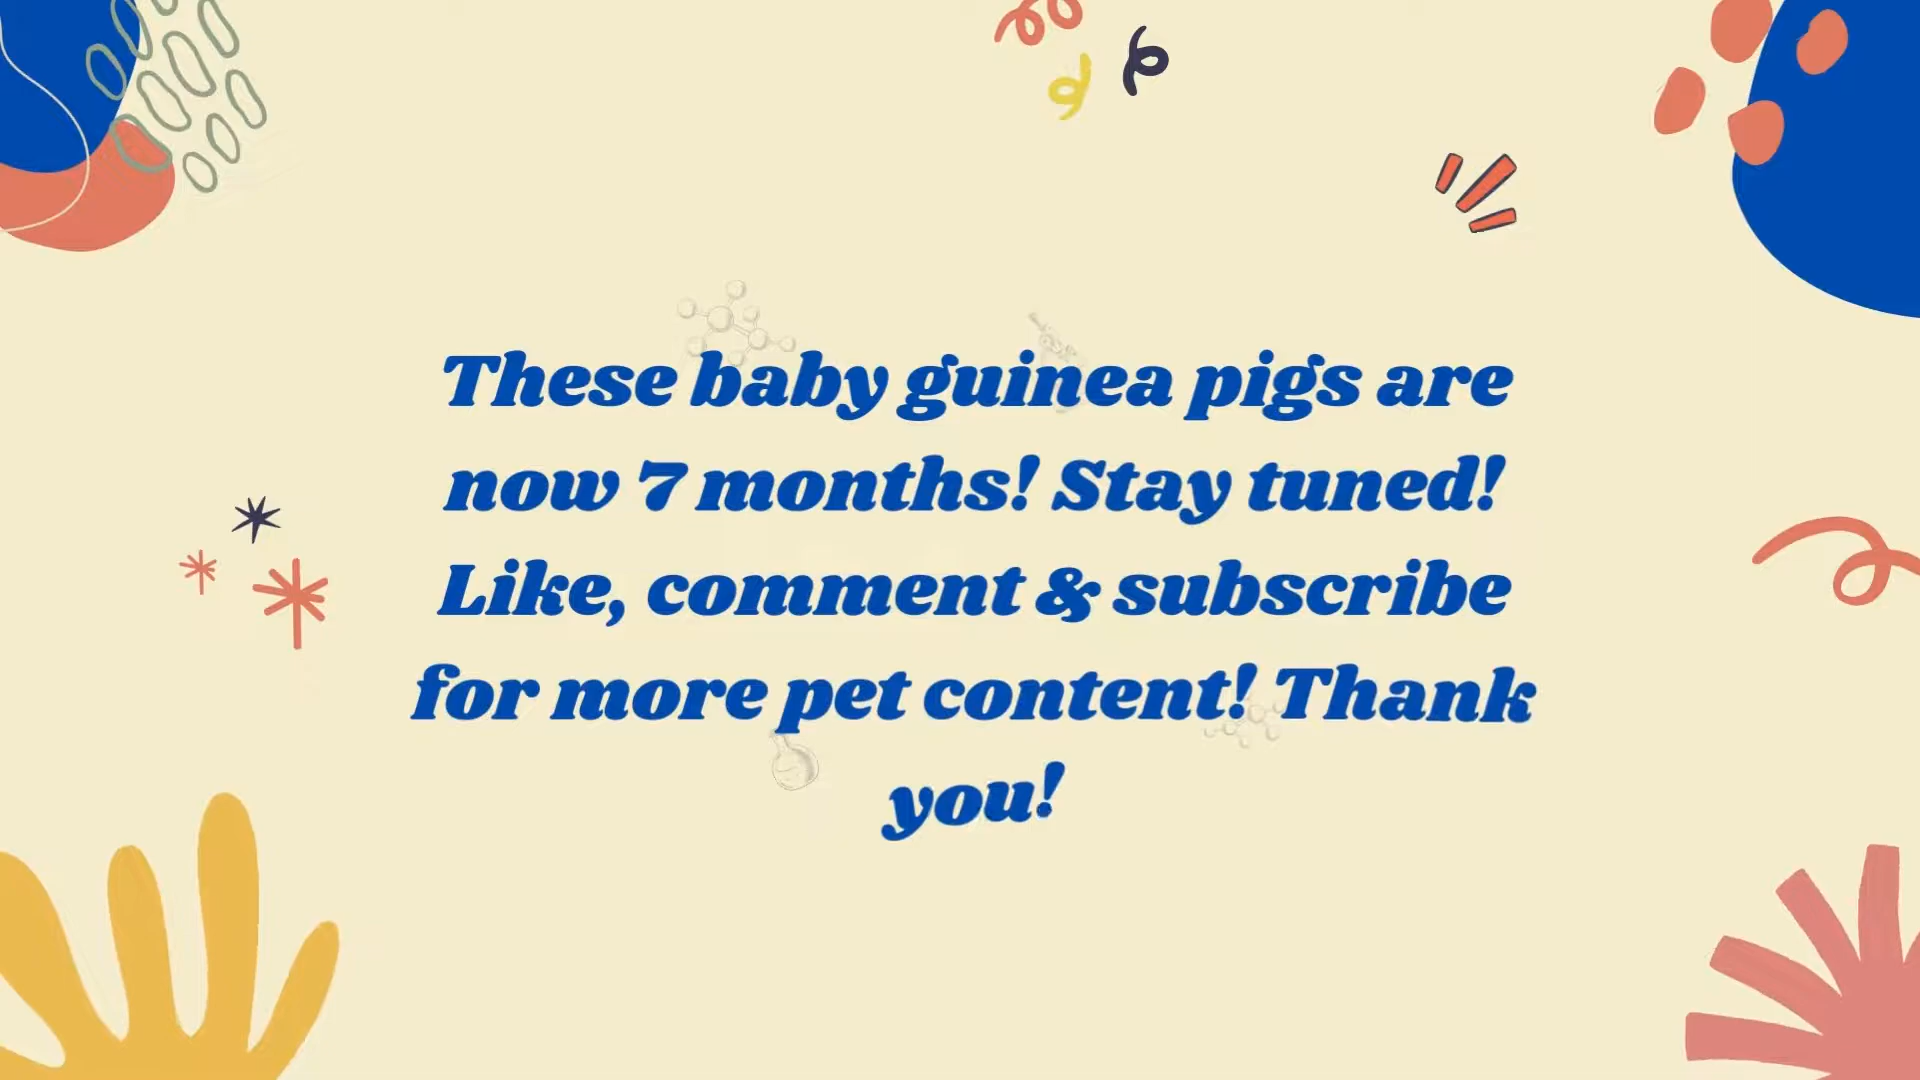 These baby guinea pigs are
now 7 months! Stay tuned!
Like, comment & subscribe
for more pet content! Thank
you!